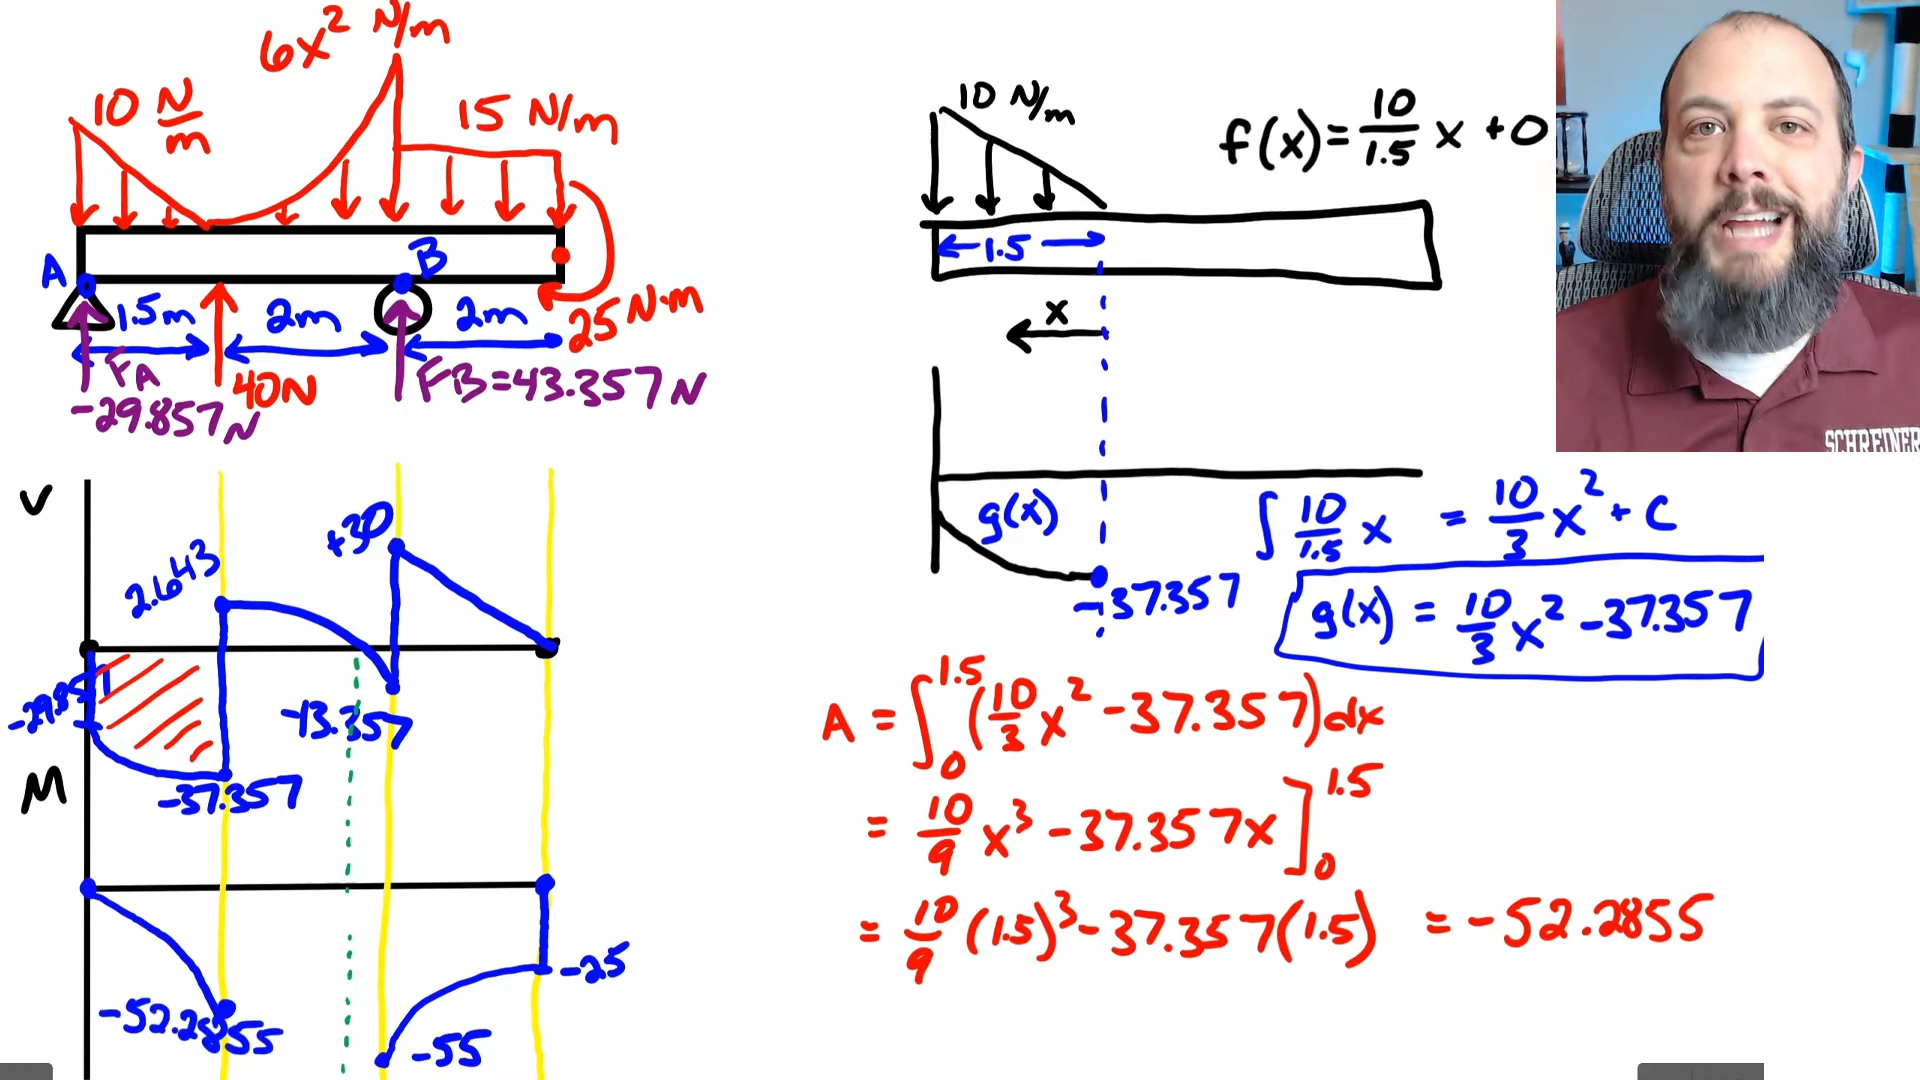 6x² N/m
10 N/m
15 N/m
A
B
1.5m
2m
2m
25 N·m
FA
-29.857N
40N
FB=43.357N
10 N/m
f(x)= 10/1.5 x +0
1.5
x
V
+30
2.643
-29.857
-13.357
-37.357
M
-52.2855
-55
-25
g(x)
-37.357
∫ 10/1.5 x = 10/3 x² + C
g(x) = 10/3 x² -37.357
A = ∫₀^1.5 (10/3 x² -37.357)dx
= 10/9 x³ -37.357x ]₀^1.5
= 10/9 (1.5)³ -37.357(1.5) = -52.2855
SCHREINER